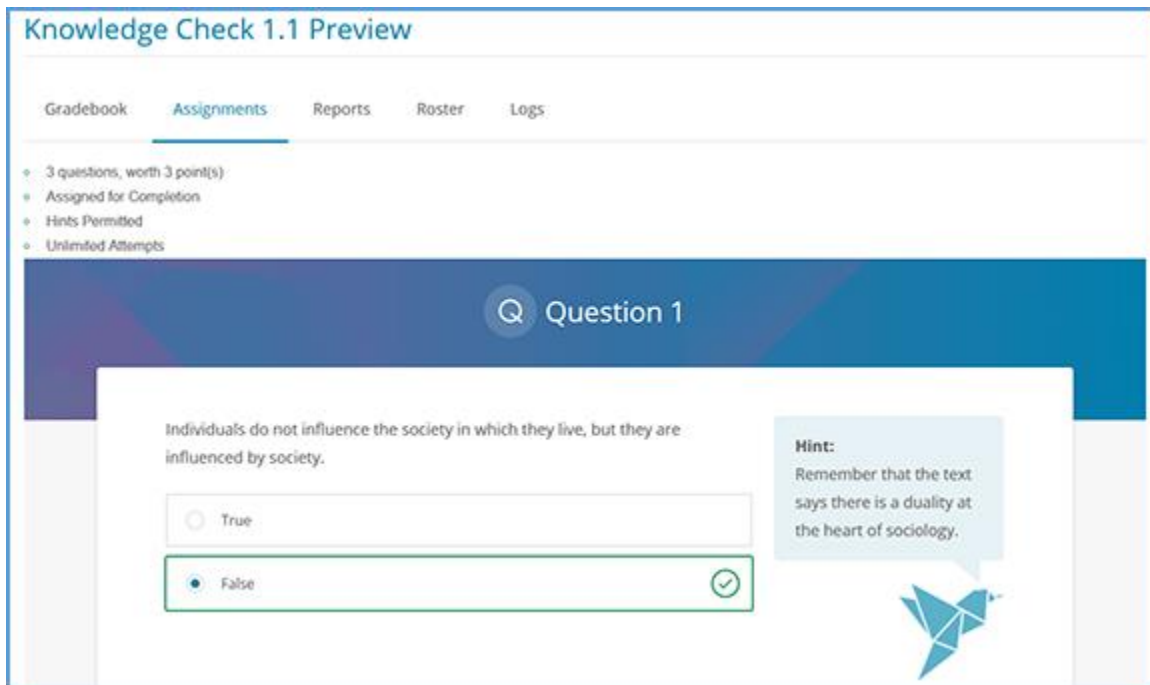 Knowledge Check 1.1 Preview
Gradebook Assignments Reports Roster Logs
3 questions, worth 3 point(s)
Assigned for Completion
Hints Permitted
Unlimited Attempts
Q Question 1
Individuals do not influence the society in which they live, but they are
influenced by society.
True
False
Hint:
Remember that the text
says there is a duality at
the heart of sociology.